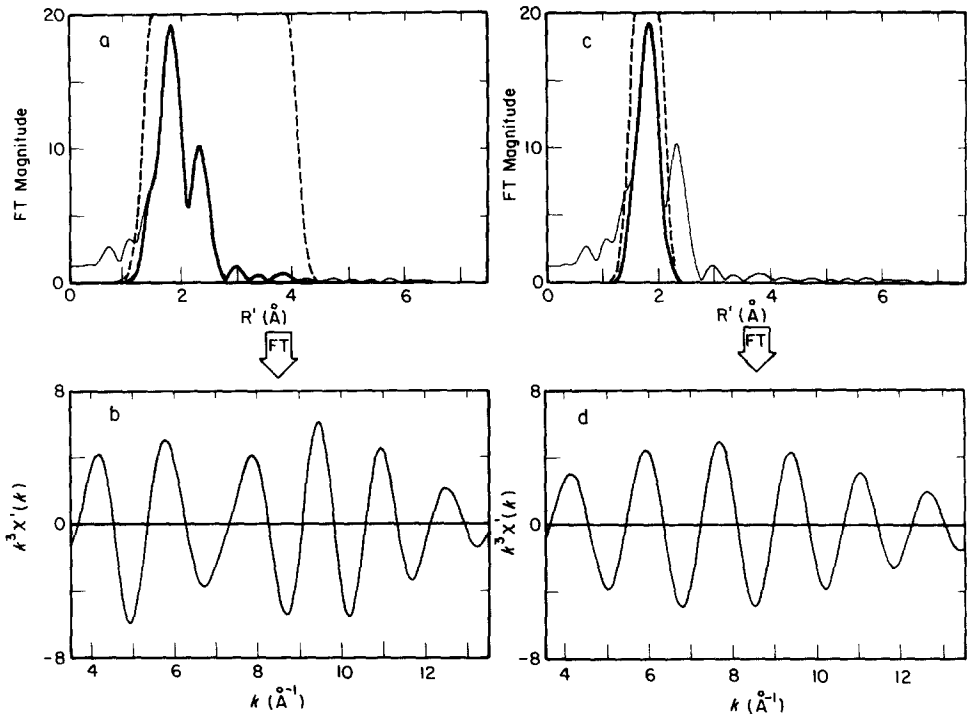 20
a
10
0
FT Magnitude
0 2 4 6
R' (Å)
FT
8
b
0
-8
k³χ'(k)
4 6 8 10 12
k (Å⁻¹)
20
c
10
0
FT Magnitude
0 2 4 6
R' (Å)
FT
8
d
0
-8
k³χ'(k)
4 6 8 10 12
k (Å⁻¹)